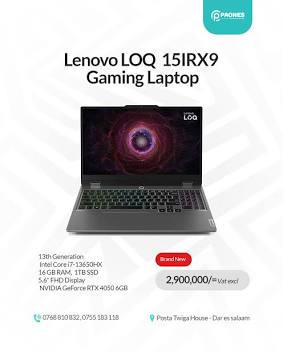 PAONES
Lenovo LOQ 15IRX9
Gaming Laptop
LOQ
13th Generation
Intel Core i7-13650HX
16 GB RAM, 1TB SSD
5.6" FHD Display
NVIDIA GeForce RTX 4050 6GB
Brand New
2,900,000/= Vat excl
0768 810 832, 0755 183 118
Posta Twiga House - Dar es salaam